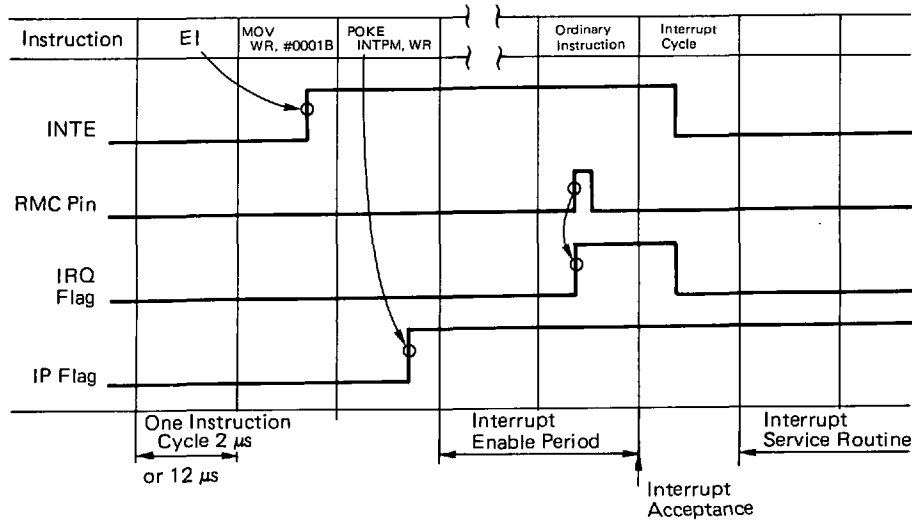 Instruction
EI
MOV
WR, #0001B
POKE
INTPM, WR
Ordinary
Instruction
Interrupt
Cycle
INTE
RMC Pin
IRQ
Flag
IP Flag
One Instruction
Cycle 2 μs
or 12 μs
Interrupt
Enable Period
Interrupt
Acceptance
Interrupt
Service Routine